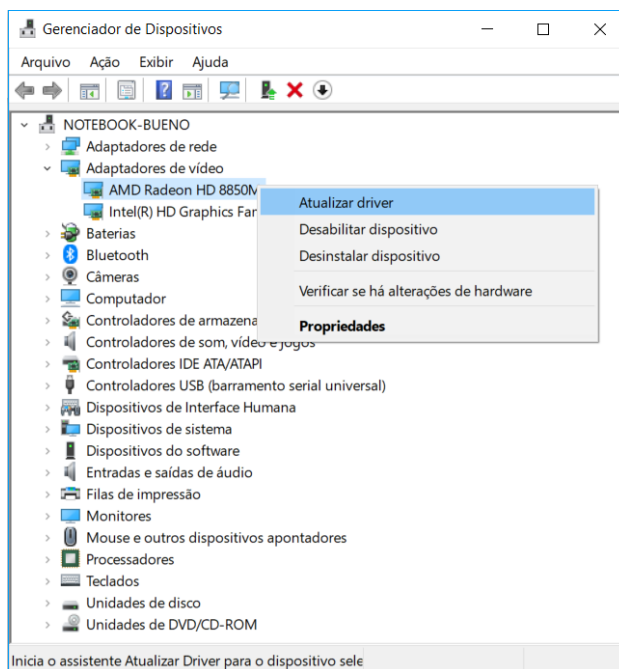 Gerenciador de Dispositivos
Arquivo Ação Exibir Ajuda
NOTEBOOK-BUENO
Adaptadores de rede
Adaptadores de vídeo
AMD Radeon HD 8850M
Intel(R) HD Graphics
Atualizar driver
Desabilitar dispositivo
Desinstalar dispositivo
Verificar se há alterações de hardware
Propriedades
Baterias
Bluetooth
Câmeras
Computador
Controladores de
Controladores de som, vídeo e jogos
Controladores IDE ATA/ATAPI
Controladores USB (barramento serial universal)
Dispositivos de Interface Humana
Dispositivos de sistema
Dispositivos do software
Entradas e saídas de áudio
Filas de impressão
Monitores
Mouse e outros dispositivos apontadores
Processadores
Teclados
Unidades de disco
Unidades de DVD/CD-ROM
Inicia o assistente Atualizar Driver para o dispositivo sele